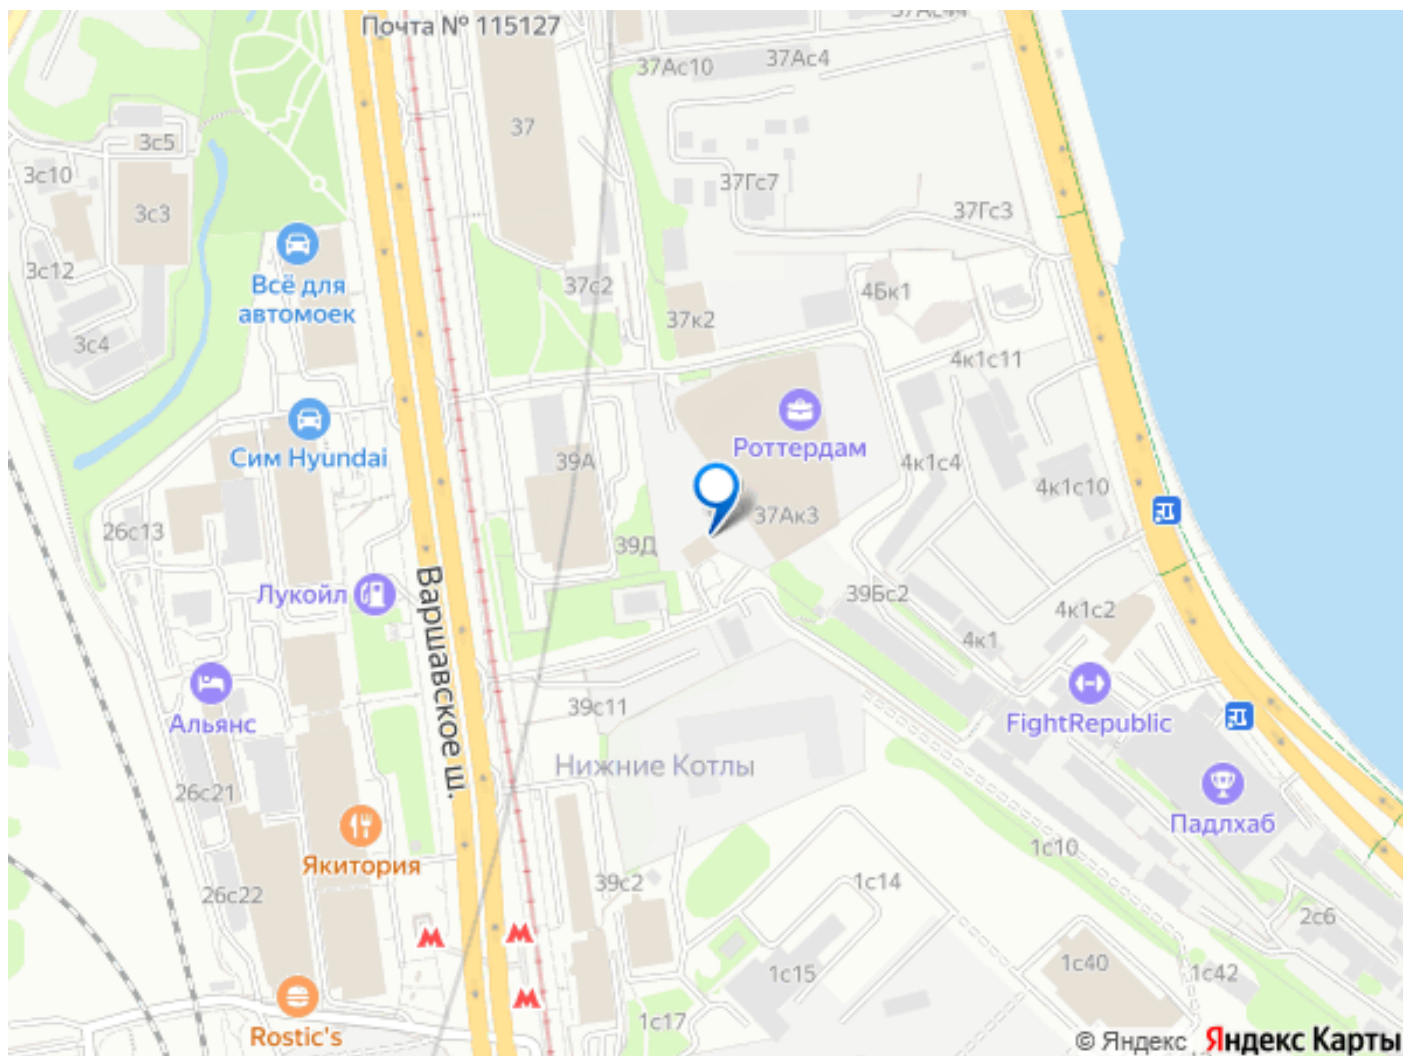 37Ас44
Почта № 115127
37Ас10
37Ас4
37
3с5
3с10
3с3
37Гс7
37Гс3
3с12
Всё для
автомоек
37с2
4Бк1
37к2
3с4
4к1с11
Роттердам
Сим Hyundai
39А
4к1с4
4к1с10
37Ак3
26с13
39Д
Лукойл
39Бс2
4к1с2
Варшавское ш.
4к1
Альянс
39с11
FightRepublic
Нижние Котлы
26с21
Падлхаб
Якитория
1с10
39с2
1с14
26с22
2с6
1с15
1с40
1с42
1с17
Rostic's
© Яндекс Яндекс Карты